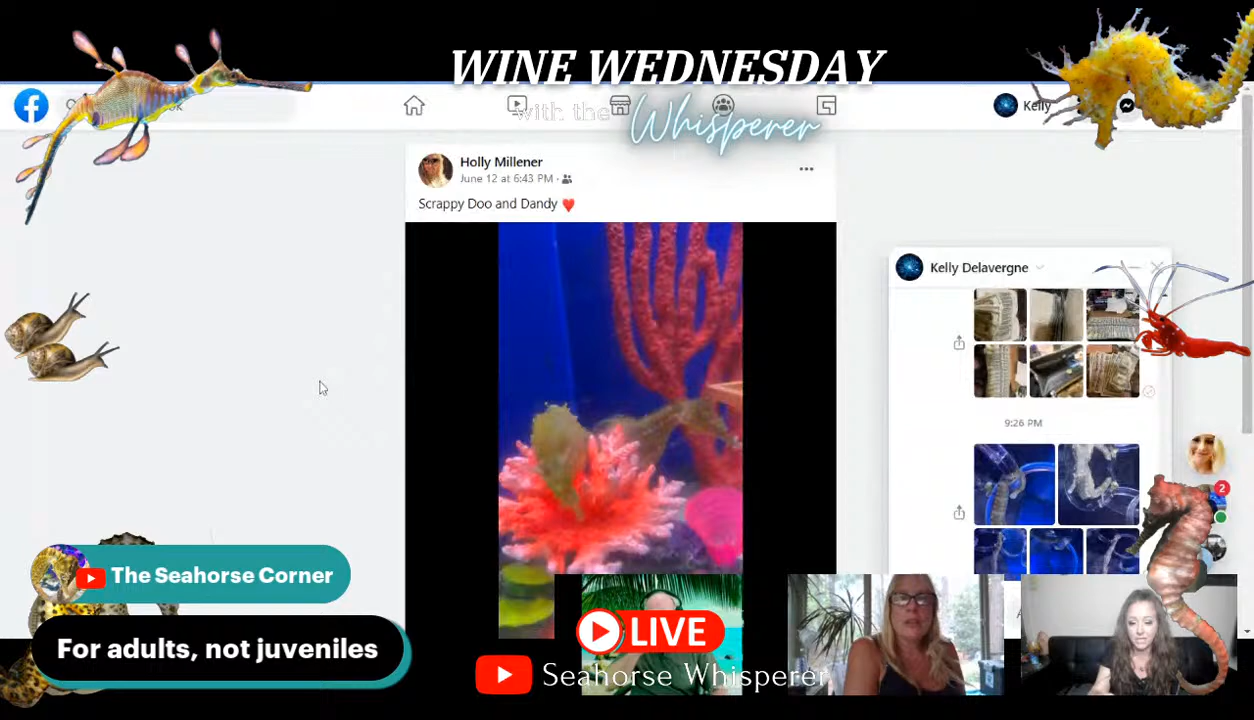 WINE WEDNESDAY
with the
Whisperer
Kelly
Holly Millener
June 12 at 6:43 PM
Scrappy Doo and Dandy
Kelly Delavergne
9:26 PM
2
The Seahorse Corner
For adults, not juveniles
LIVE
Seahorse Whisperer